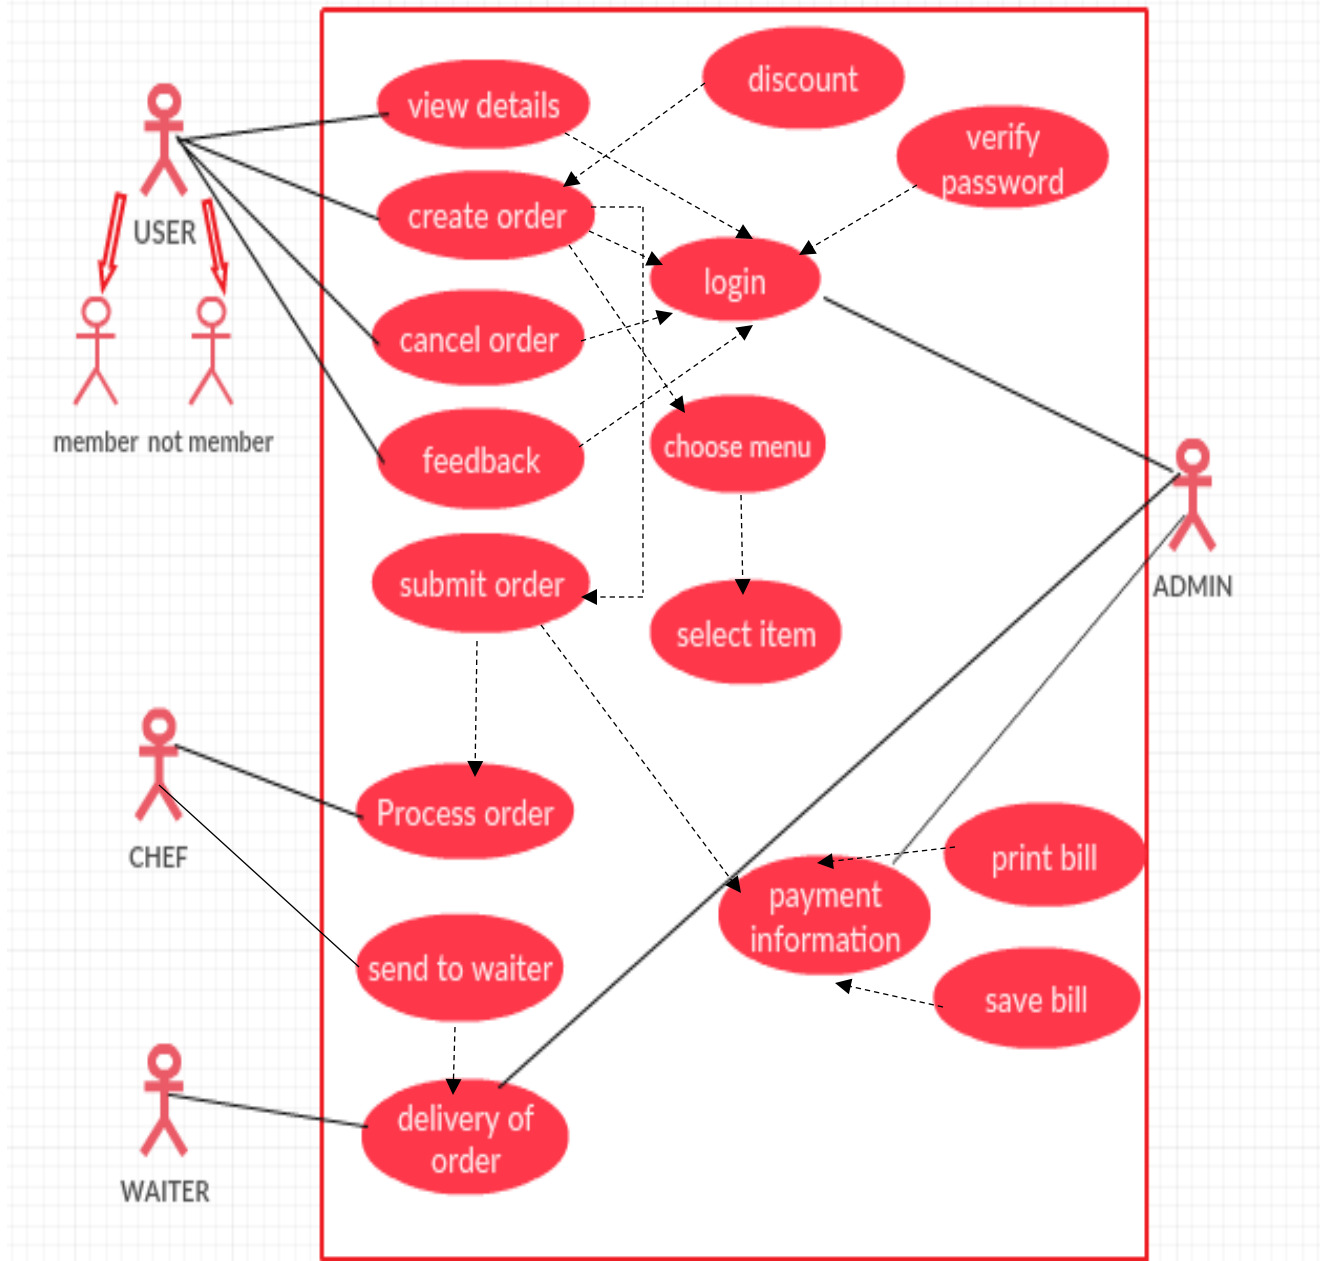 view details
discount
verify
password
create order
USER
login
cancel order
member
not member
feedback
choose menu
submit order
ADMIN
select item
Process order
CHEF
print bill
payment
information
send to waiter
save bill
delivery of
order
WAITER